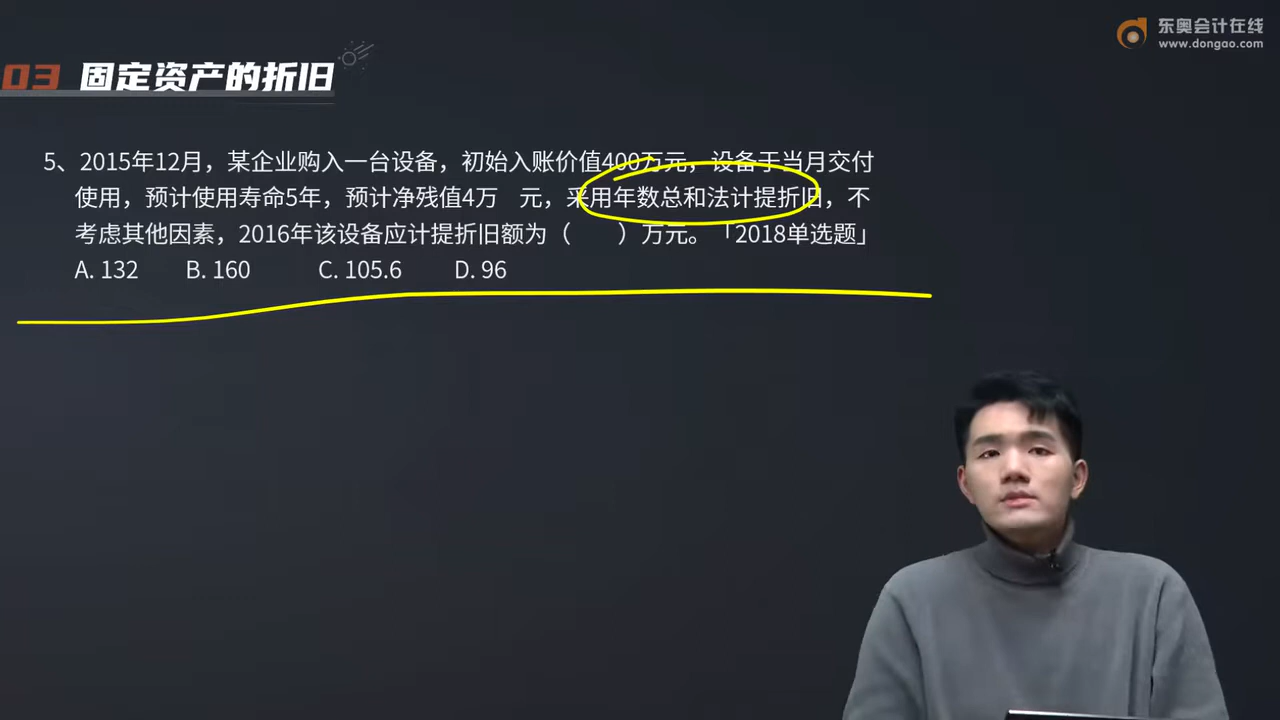 东奥会计在线
www.dongao.com
03 固定资产的折旧
5、2015年12月，某企业购入一台设备，初始入账价值400万元，设备于当月交付
使用，预计使用寿命5年，预计净残值4万 元，采用年数总和法计提折旧，不
考虑其他因素，2016年该设备应计提折旧额为（ ）万元。「2018单选题」
A. 132 B. 160 C. 105.6 D. 96